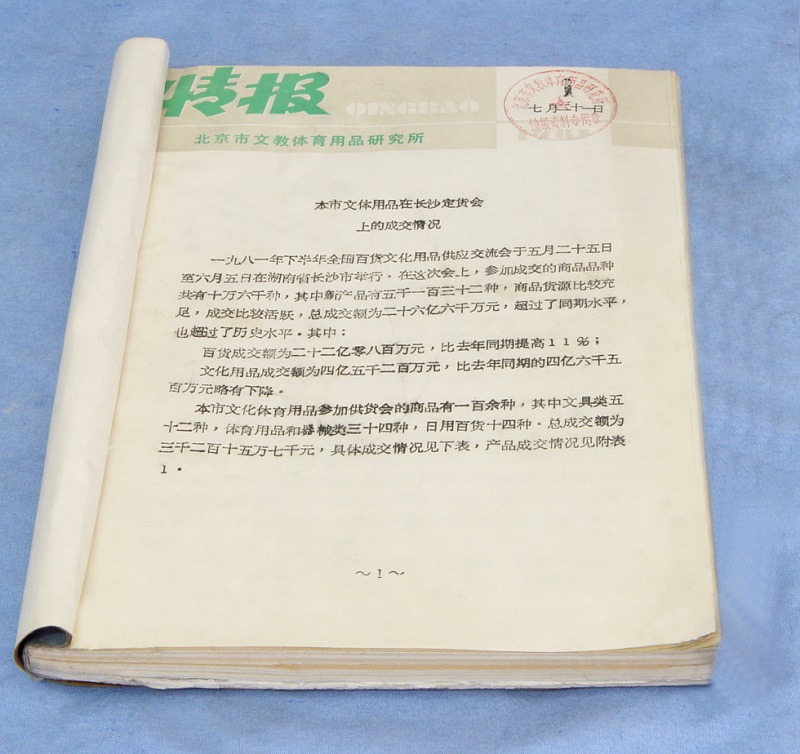 情报 QINGBAO
七月二十一日
北京市文教体育用品研究所
本市文体用品在长沙定货会
上的成交情况
一九八一年下半年全国百货文化用品供应交流会于五月二十五日
至六月五日在湖南省长沙市举行。在这次会上，参加成交的商品品种
共有十万六千种，其中新产品有五千一百三十二种，商品货源比较充
足，成交比较活跃，总成交额为二十六亿六千万元，超过了同期水平，
也超过了历史水平。其中：
百货成交额为二十二亿零八百万元，比去年同期提高11％；
文化用品成交额为四亿五千二百万元，比去年同期的四亿六千五
百万元略有下降。
本市文化体育用品参加供货会的商品有一百余种，其中文具类五
十二种，体育用品和器械类三十四种，日用百货十四种。总成交额为
三千二百十五万七千元，具体成交情况见下表，产品成交情况见附表
1。
～1～